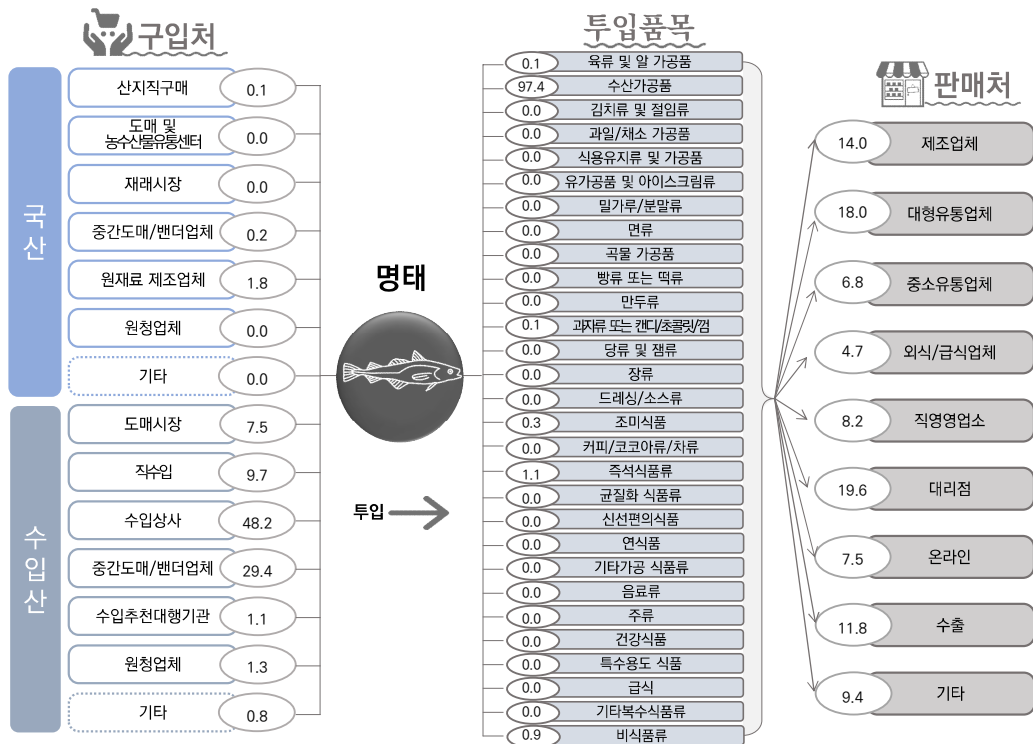 구입처
국산
산지직구매 0.1
도매 및
농수산물유통센터 0.0
재래시장 0.0
중간도매/밴더업체 0.2
원재료 제조업체 1.8
원청업체 0.0
기타 0.0
수입산
도매시장 7.5
직수입 9.7
수입상사 48.2
중간도매/밴더업체 29.4
수입추천대행기관 1.1
원청업체 1.3
기타 0.8
명태
투입
투입품목
0.1 육류 및 알 가공품
97.4 수산가공품
0.0 김치류 및 절임류
0.0 과일/채소 가공품
0.0 식용유지류 및 가공품
0.0 유가공품 및 아이스크림류
0.0 밀가루/분말류
0.0 면류
0.0 곡물 가공품
0.0 빵류 또는 떡류
0.0 만두류
0.1 과자류 또는 캔디/초콜릿/껌
0.0 당류 및 잼류
0.0 장류
0.0 드레싱/소스류
0.3 조미식품
0.0 커피/코코아류/차류
1.1 즉석식품류
0.0 균질화 식품류
0.0 신선편의식품
0.0 연식품
0.0 기타가공 식품류
0.0 음료류
0.0 주류
0.0 건강식품
0.0 특수용도 식품
0.0 급식
0.0 기타복수식품류
0.9 비식품류
판매처
14.0 제조업체
18.0 대형유통업체
6.8 중소유통업체
4.7 외식/급식업체
8.2 직영영업소
19.6 대리점
7.5 온라인
11.8 수출
9.4 기타